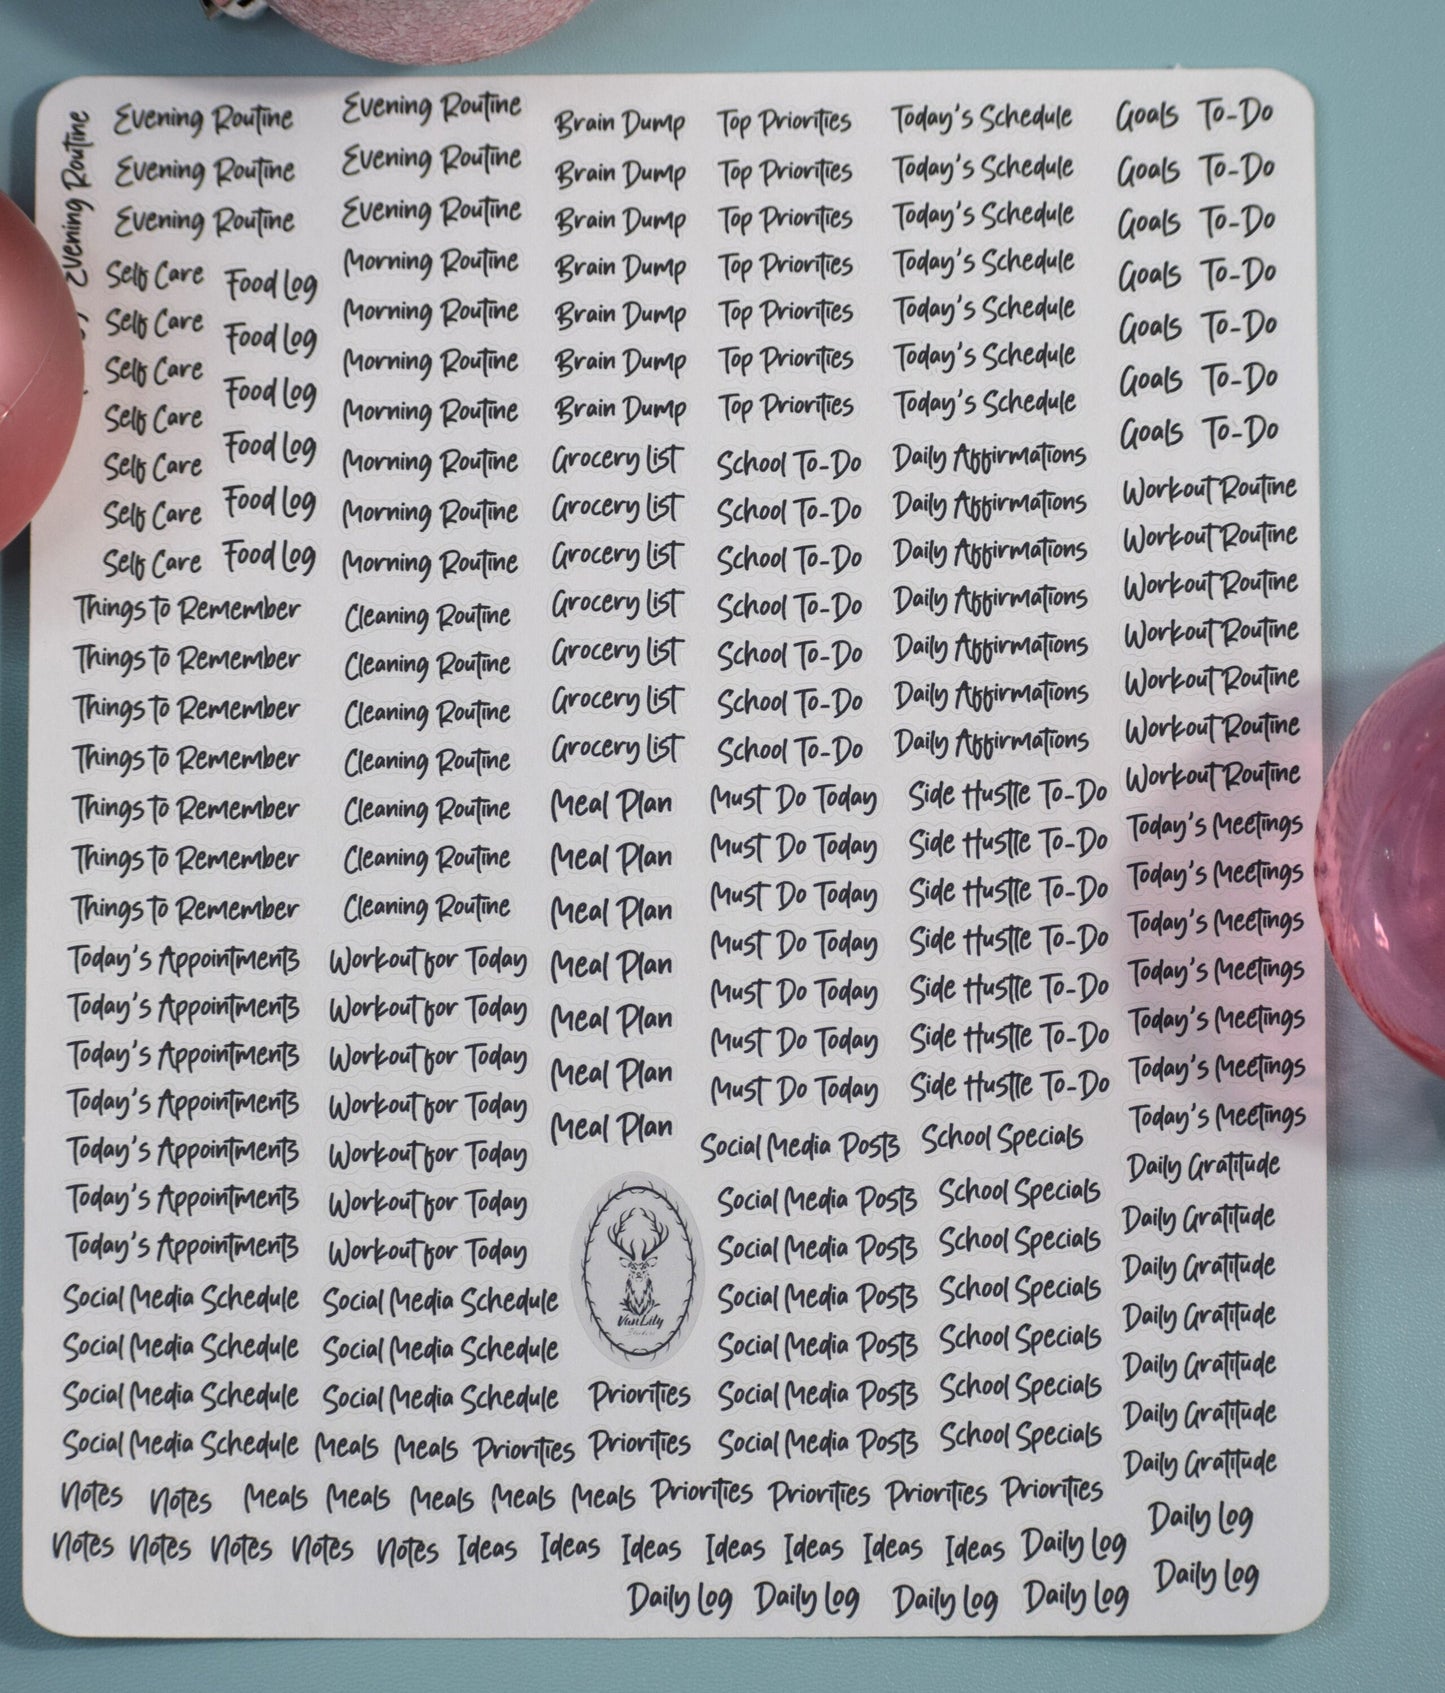 Evening Routine
Evening Routine
Evening Routine
Evening Routine
Self Care
Self Care
Self Care
Self Care
Self Care
Self Care
Self Care
Food Log
Food Log
Food Log
Food Log
Food Log
Food Log
Things to Remember
Things to Remember
Things to Remember
Things to Remember
Things to Remember
Things to Remember
Things to Remember
Today's Appointments
Today's Appointments
Today's Appointments
Today's Appointments
Today's Appointments
Today's Appointments
Today's Appointments
Social Media Schedule
Social Media Schedule
Social Media Schedule
Social Media Schedule
Evening Routine
Evening Routine
Evening Routine
Morning Routine
Morning Routine
Morning Routine
Morning Routine
Morning Routine
Morning Routine
Morning Routine
Cleaning Routine
Cleaning Routine
Cleaning Routine
Cleaning Routine
Cleaning Routine
Cleaning Routine
Cleaning Routine
Workout for Today
Workout for Today
Workout for Today
Workout for Today
Workout for Today
Workout for Today
Workout for Today
Social Media Schedule
Social Media Schedule
Social Media Schedule
Brain Dump
Brain Dump
Brain Dump
Brain Dump
Brain Dump
Brain Dump
Brain Dump
Grocery List
Grocery List
Grocery List
Grocery List
Grocery List
Grocery List
Grocery List
Meal Plan
Meal Plan
Meal Plan
Meal Plan
Meal Plan
Meal Plan
Meal Plan
VanLily
Priorities
Top Priorities
Top Priorities
Top Priorities
Top Priorities
Top Priorities
Top Priorities
Top Priorities
School To-Do
School To-Do
School To-Do
School To-Do
School To-Do
School To-Do
School To-Do
Must Do Today
Must Do Today
Must Do Today
Must Do Today
Must Do Today
Must Do Today
Must Do Today
Social Media Posts
Social Media Posts
Social Media Posts
Social Media Posts
Social Media Posts
Social Media Posts
Social Media Posts
Today's Schedule
Today's Schedule
Today's Schedule
Today's Schedule
Today's Schedule
Today's Schedule
Today's Schedule
Daily Affirmations
Daily Affirmations
Daily Affirmations
Daily Affirmations
Daily Affirmations
Daily Affirmations
Daily Affirmations
Side Hustle To-Do
Side Hustle To-Do
Side Hustle To-Do
Side Hustle To-Do
Side Hustle To-Do
Side Hustle To-Do
Side Hustle To-Do
School Specials
School Specials
School Specials
School Specials
School Specials
School Specials
School Specials
Goals To-Do
Goals To-Do
Goals To-Do
Goals To-Do
Goals To-Do
Goals To-Do
Goals To-Do
Workout Routine
Workout Routine
Workout Routine
Workout Routine
Workout Routine
Workout Routine
Workout Routine
Today's Meetings
Today's Meetings
Today's Meetings
Today's Meetings
Today's Meetings
Today's Meetings
Today's Meetings
Daily Gratitude
Daily Gratitude
Daily Gratitude
Daily Gratitude
Daily Gratitude
Daily Gratitude
Daily Gratitude
Meals Meals Priorities Priorities
Notes Notes Meals Meals Meals Meals Meals Priorities Priorities Priorities Priorities
Daily Log
Notes Notes Notes Notes Notes Ideas Ideas Ideas Ideas Ideas Ideas Ideas Daily Log
Daily Log
Daily Log Daily Log Daily Log Daily Log